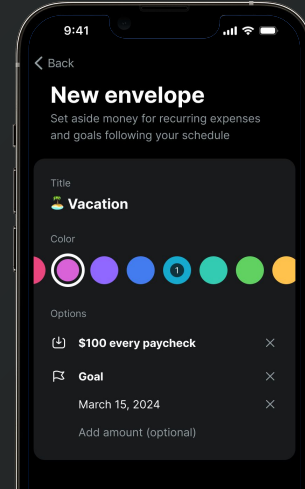 9:41
Back
New envelope
Set aside money for recurring expenses
and goals following your schedule
Title
🏝️ Vacation
Color
1
Options
$100 every paycheck
Goal
March 15, 2024
Add amount (optional)